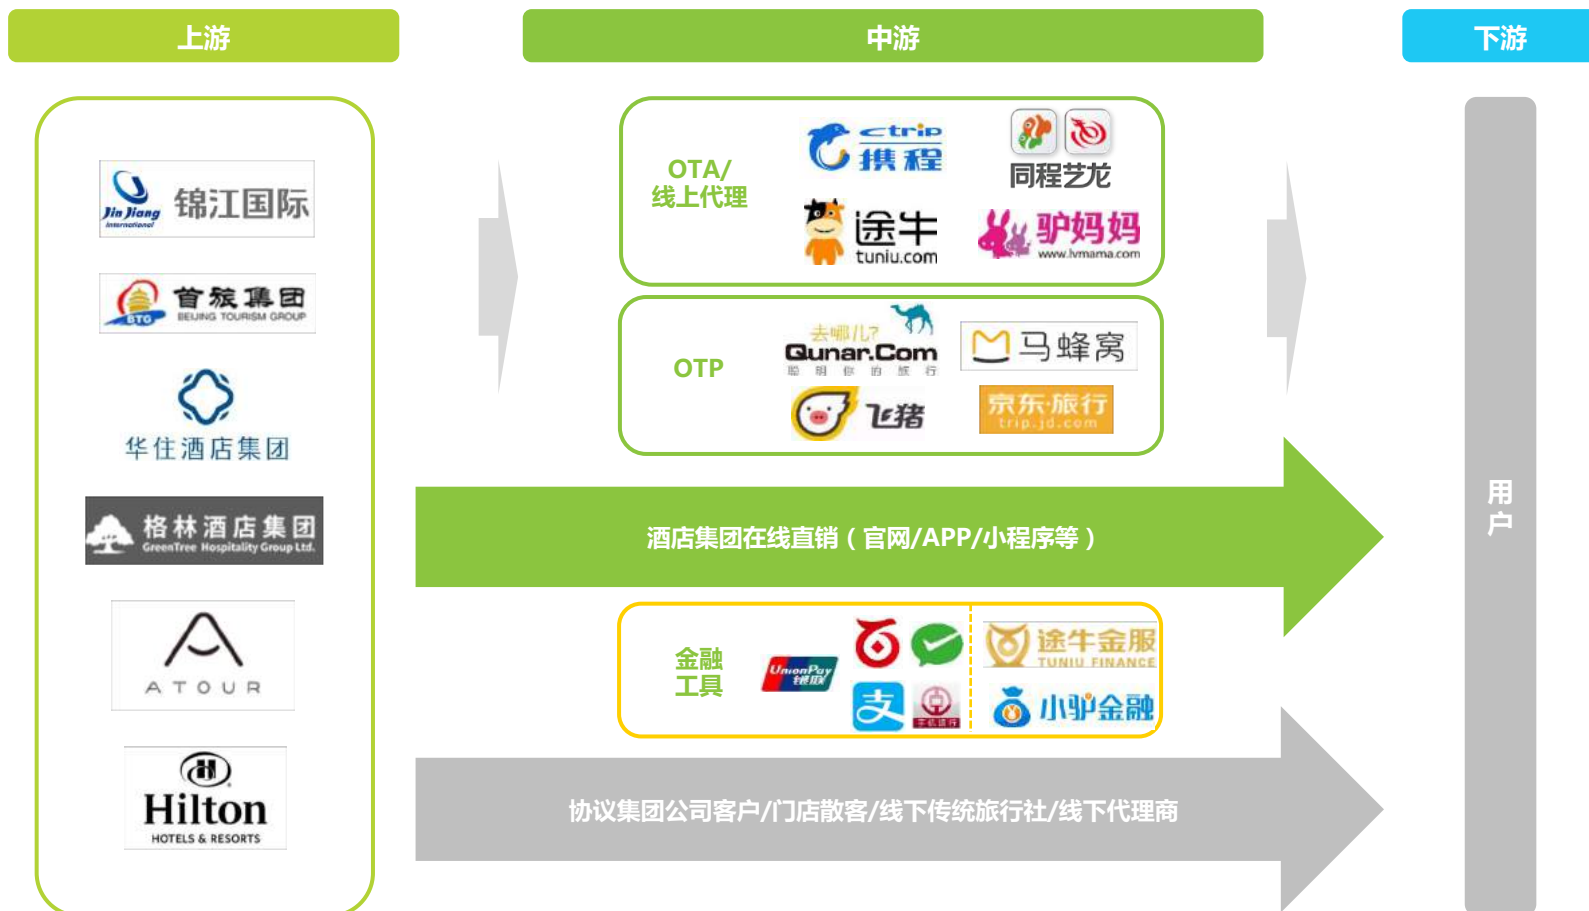 上游
中游
下游
Jin Jiang
International
锦江国际
BTG
首旅集团
BEIJING TOURISM GROUP
华住酒店集团
格林酒店集团
GreenTree Hospitality Group Ltd.
ATOUR
Hilton
HOTELS & RESORTS
OTA/
线上代理
ctrip
携程
同程艺龙
途牛
tuniu.com
驴妈妈
www.lvmama.com
OTP
去哪儿?
Qunar.Com
聪明你的旅行
马蜂窝
飞猪
京东·旅行
trip.jd.com
酒店集团在线直销（官网/APP/小程序等）
金融
工具
UnionPay
银联
支
手机银行
途牛金服
TUNIU FINANCE
小驴金融
协议集团公司客户/门店散客/线下传统旅行社/线下代理商
用
户